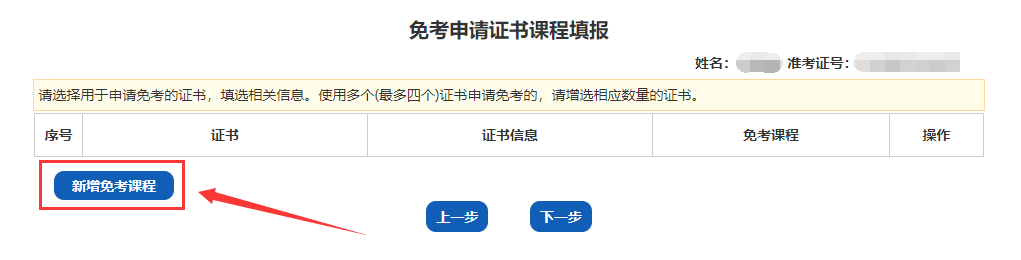 免考申请证书课程填报
姓名： 准考证号：
请选择用于申请免考的证书，填选相关信息。使用多个(最多四个)证书申请免考的，请增选相应数量的证书。
序号 证书 证书信息 免考课程 操作
新增免考课程
上一步 下一步